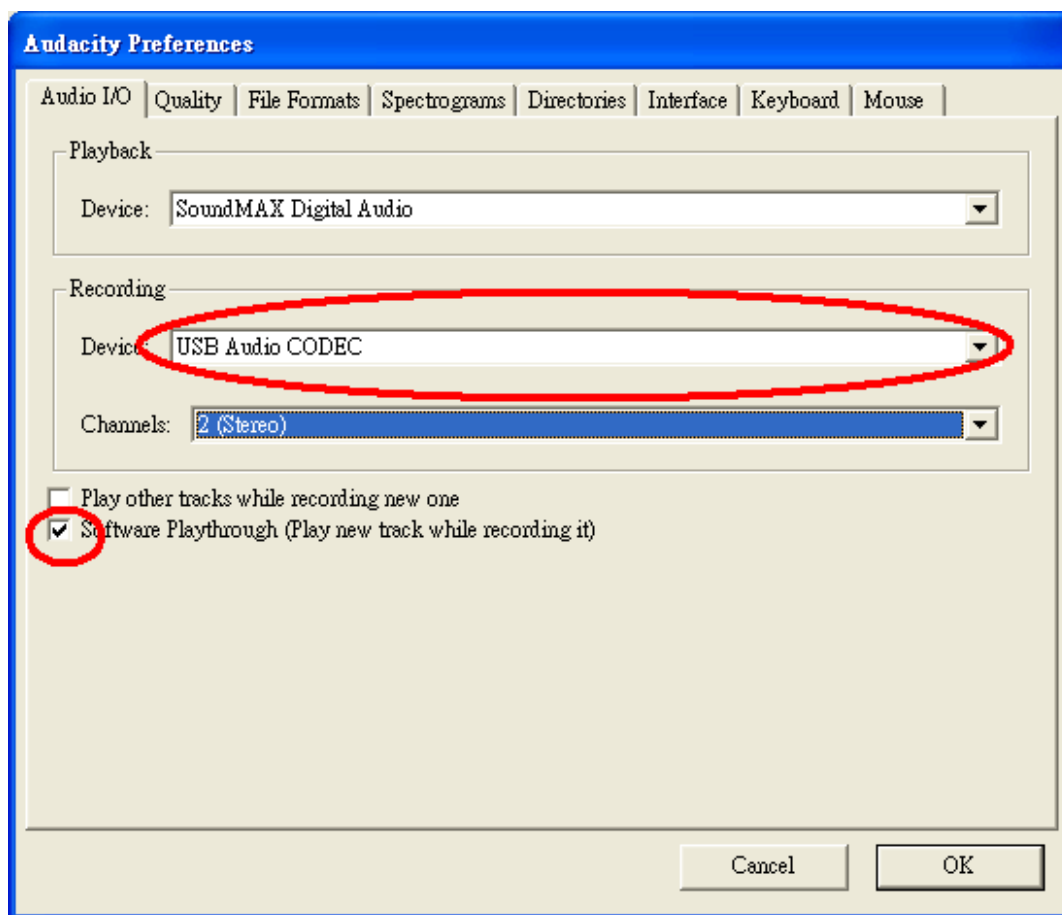 Audacity Preferences
Audio I/O Quality File Formats Spectrograms Directories Interface Keyboard Mouse
Playback
Device: SoundMAX Digital Audio
Recording
Device: USB Audio CODEC
Channels: 2 (Stereo)
Play other tracks while recording new one
Software Playthrough (Play new track while recording it)
Cancel OK